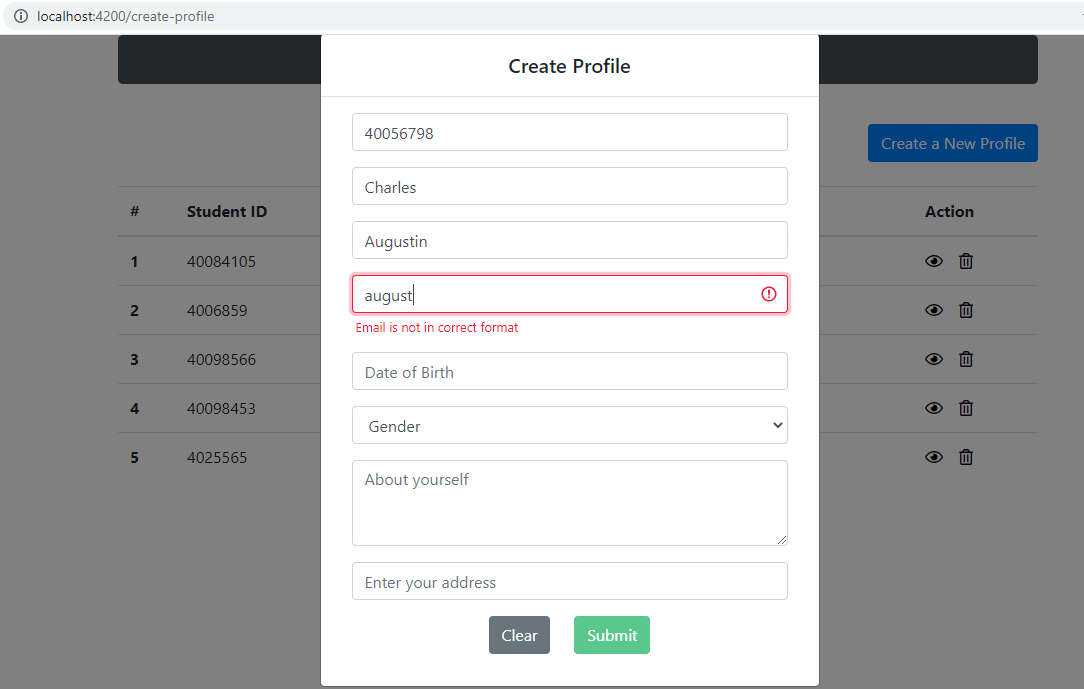 localhost:4200/create-profile
Create Profile
40056798
Charles
Augustin
august
Email is not in correct format
Date of Birth
Gender
About yourself
Enter your address
Clear Submit
Create a New Profile
# Student ID Action
1 40084105
2 4006859
3 40098566
4 40098453
5 4025565